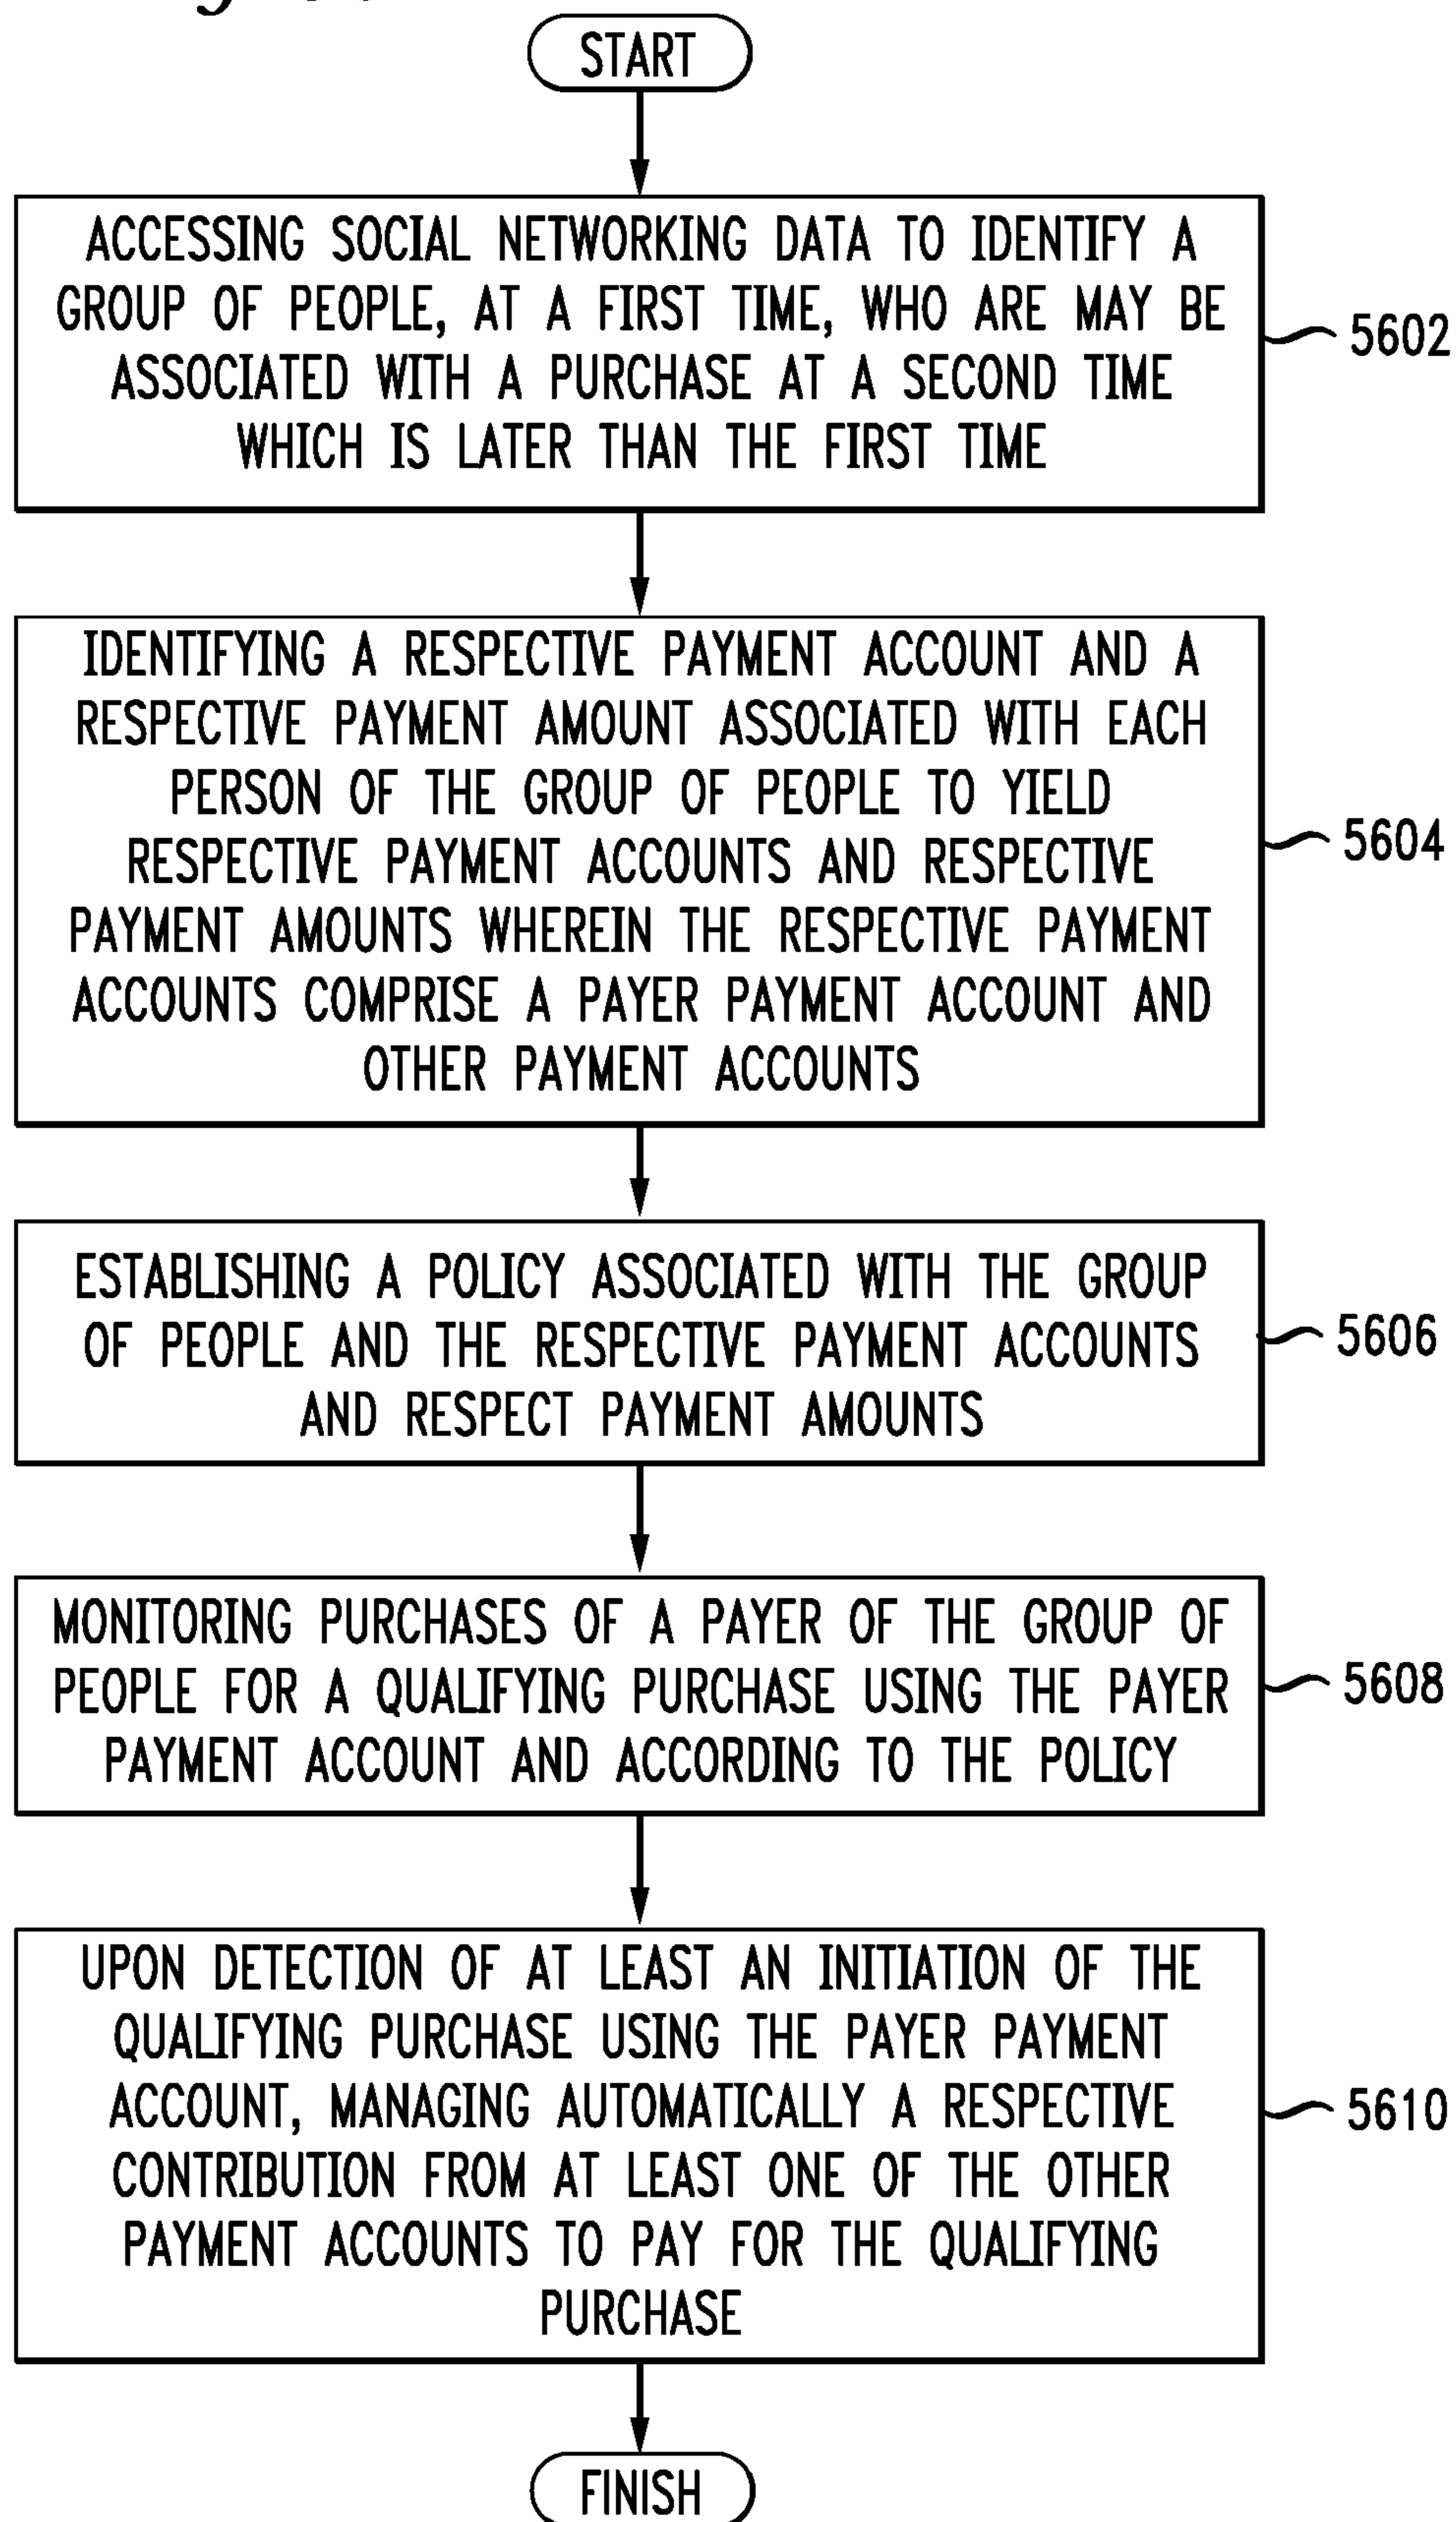 START
ACCESSING SOCIAL NETWORKING DATA TO IDENTIFY A
GROUP OF PEOPLE, AT A FIRST TIME, WHO ARE MAY BE
ASSOCIATED WITH A PURCHASE AT A SECOND TIME
WHICH IS LATER THAN THE FIRST TIME
5602
IDENTIFYING A RESPECTIVE PAYMENT ACCOUNT AND A
RESPECTIVE PAYMENT AMOUNT ASSOCIATED WITH EACH
PERSON OF THE GROUP OF PEOPLE TO YIELD
RESPECTIVE PAYMENT ACCOUNTS AND RESPECTIVE
PAYMENT AMOUNTS WHEREIN THE RESPECTIVE PAYMENT
ACCOUNTS COMPRISE A PAYER PAYMENT ACCOUNT AND
OTHER PAYMENT ACCOUNTS
5604
ESTABLISHING A POLICY ASSOCIATED WITH THE GROUP
OF PEOPLE AND THE RESPECTIVE PAYMENT ACCOUNTS
AND RESPECT PAYMENT AMOUNTS
5606
MONITORING PURCHASES OF A PAYER OF THE GROUP OF
PEOPLE FOR A QUALIFYING PURCHASE USING THE PAYER
PAYMENT ACCOUNT AND ACCORDING TO THE POLICY
5608
UPON DETECTION OF AT LEAST AN INITIATION OF THE
QUALIFYING PURCHASE USING THE PAYER PAYMENT
ACCOUNT, MANAGING AUTOMATICALLY A RESPECTIVE
CONTRIBUTION FROM AT LEAST ONE OF THE OTHER
PAYMENT ACCOUNTS TO PAY FOR THE QUALIFYING
PURCHASE
5610
FINISH